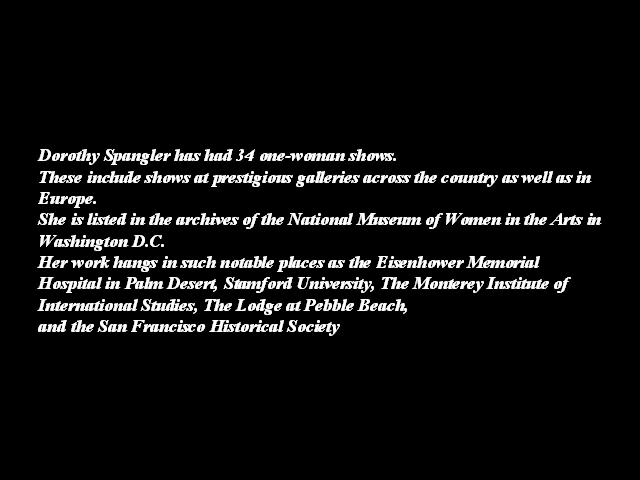 Dorothy Spangler has had 34 one-woman shows.
These include shows at prestigious galleries across the country as well as in
Europe.
She is listed in the archives of the National Museum of Women in the Arts in
Washington D.C.
Her work hangs in such notable places as the Eisenhower Memorial
Hospital in Palm Desert, Stamford University, The Monterey Institute of
International Studies, The Lodge at Pebble Beach,
and the San Francisco Historical Society